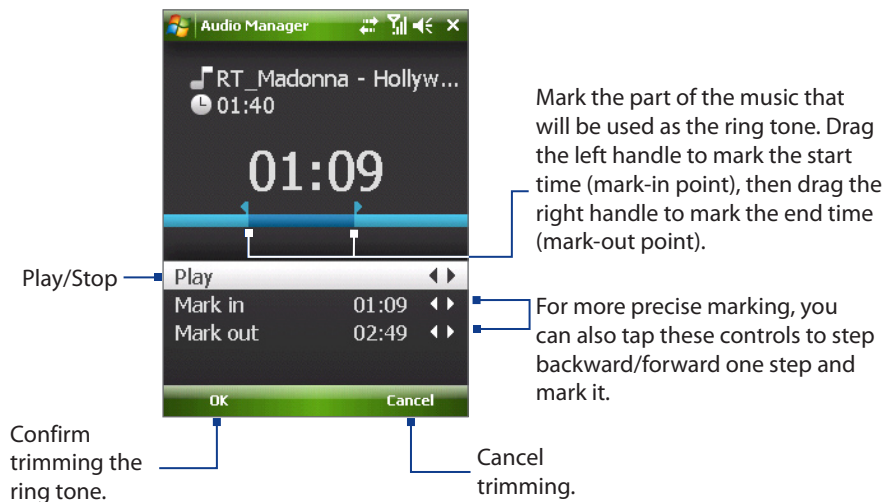 Audio Manager
RT_Madonna - Hollyw...
01:40
01:09
Play
Mark in 01:09
Mark out 02:49
OK Cancel
Mark the part of the music that
will be used as the ring tone. Drag
the left handle to mark the start
time (mark-in point), then drag the
right handle to mark the end time
(mark-out point).
Play/Stop
For more precise marking, you
can also tap these controls to step
backward/forward one step and
mark it.
Confirm
trimming the
ring tone.
Cancel
trimming.